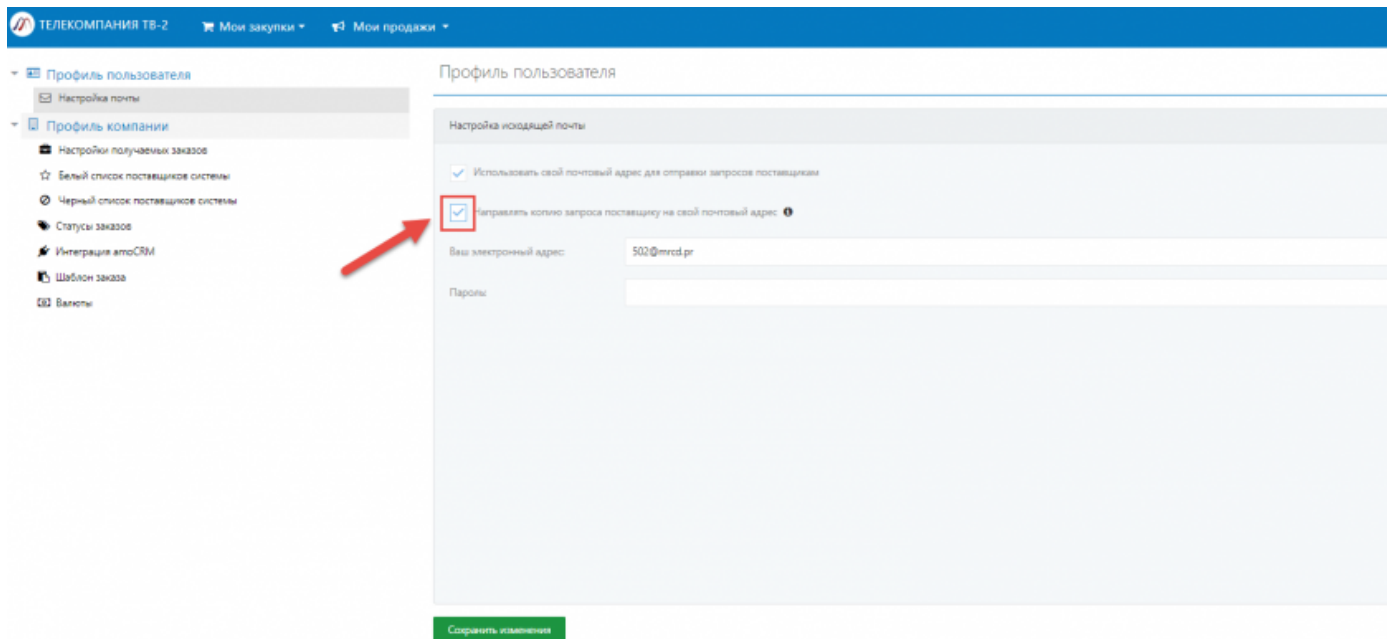 ТЕЛЕКОМПАНИЯ ТВ-2
Мои закупки
Мои продажи
Профиль пользователя
Настройка почты
Профиль компании
Настройки получаемых заказов
Белый список поставщиков системы
Черный список поставщиков системы
Статусы заказов
Интеграция amoCRM
Шаблон заказа
Валюты
Профиль пользователя
Настройка исходящей почты
Использовать свой почтовый адрес для отправки запросов поставщикам
Направлять копию запроса поставщику на свой почтовый адрес
Ваш электронный адрес: 502@mrcd.pr
Пароль:
Сохранить изменения